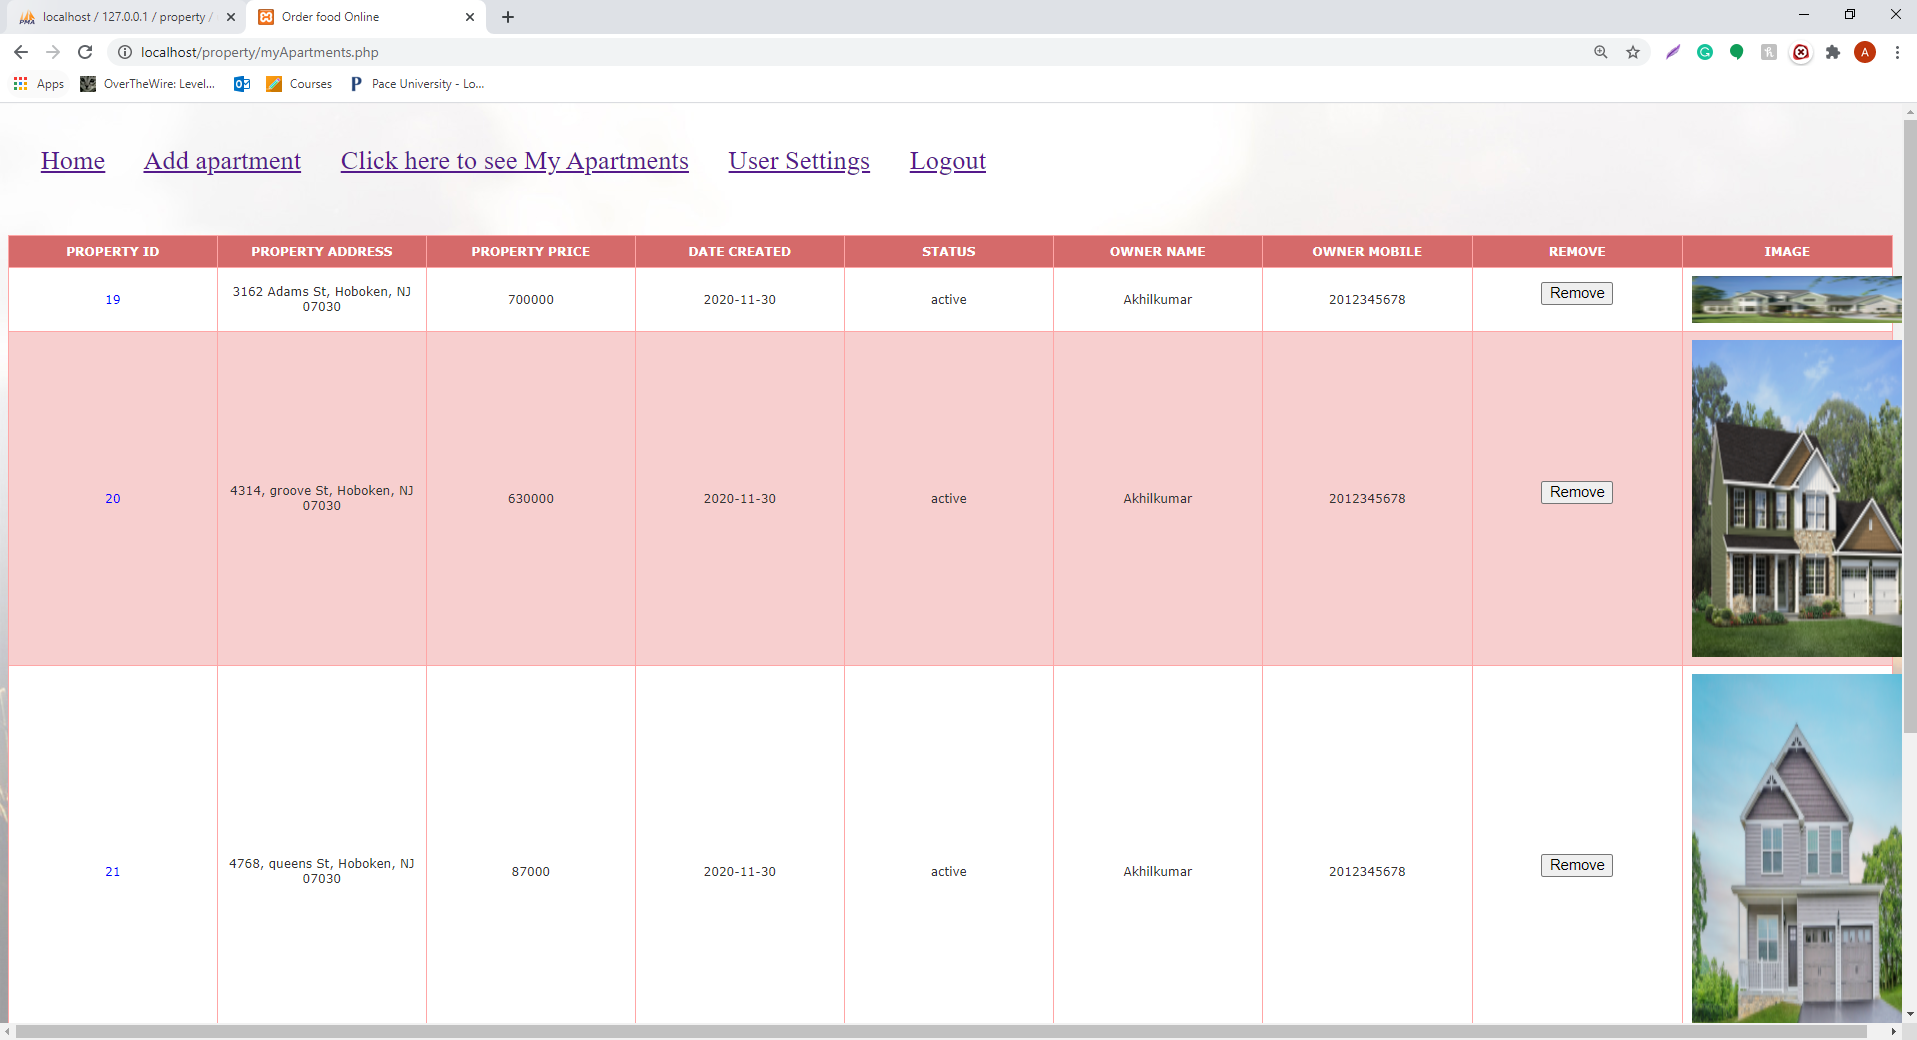 localhost / 127.0.0.1 / property /
Order food Online
localhost/property/myApartments.php
A
Apps
OverTheWire: Level...
Courses
Pace University - Lo...
Home Add apartment Click here to see My Apartments User Settings Logout
PROPERTY ID PROPERTY ADDRESS PROPERTY PRICE DATE CREATED STATUS OWNER NAME OWNER MOBILE REMOVE IMAGE
19 3162 Adams St, Hoboken, NJ 07030 700000 2020-11-30 active Akhilkumar 2012345678 Remove
20 4314, groove St, Hoboken, NJ 07030 630000 2020-11-30 active Akhilkumar 2012345678 Remove
21 4768, queens St, Hoboken, NJ 07030 87000 2020-11-30 active Akhilkumar 2012345678 Remove